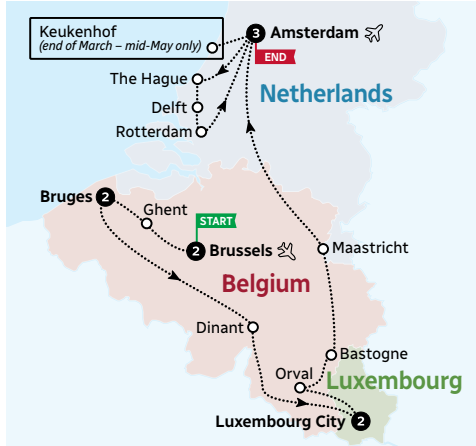 Keukenhof
(end of March – mid-May only)
3 Amsterdam
END
The Hague
Netherlands
Delft
Rotterdam
Bruges 2
Ghent
START
2 Brussels
Maastricht
Belgium
Dinant
Bastogne
Orval
Luxembourg
Luxembourg City 2